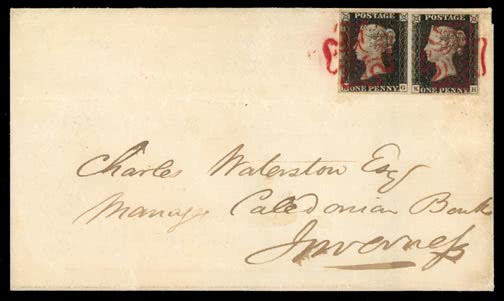 POSTAGE POSTAGE
ONE PENNY G ONE PENNY
K H
Charles Waterston Esq
Manager Caledonian Bank
Inverness